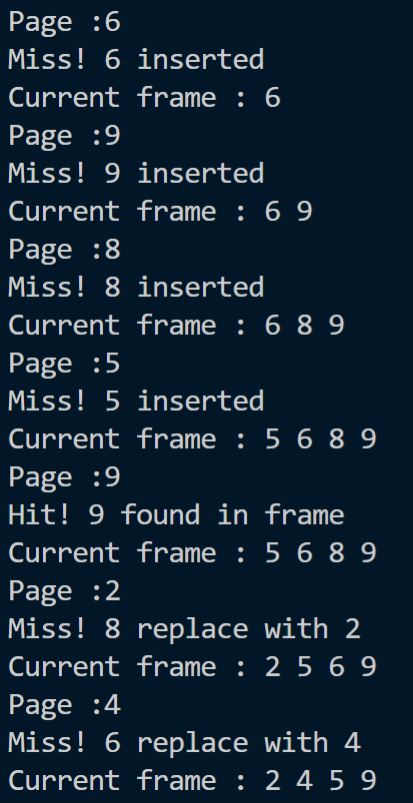 Page :6
Miss! 6 inserted
Current frame : 6
Page :9
Miss! 9 inserted
Current frame : 6 9
Page :8
Miss! 8 inserted
Current frame : 6 8 9
Page :5
Miss! 5 inserted
Current frame : 5 6 8 9
Page :9
Hit! 9 found in frame
Current frame : 5 6 8 9
Page :2
Miss! 8 replace with 2
Current frame : 2 5 6 9
Page :4
Miss! 6 replace with 4
Current frame : 2 4 5 9